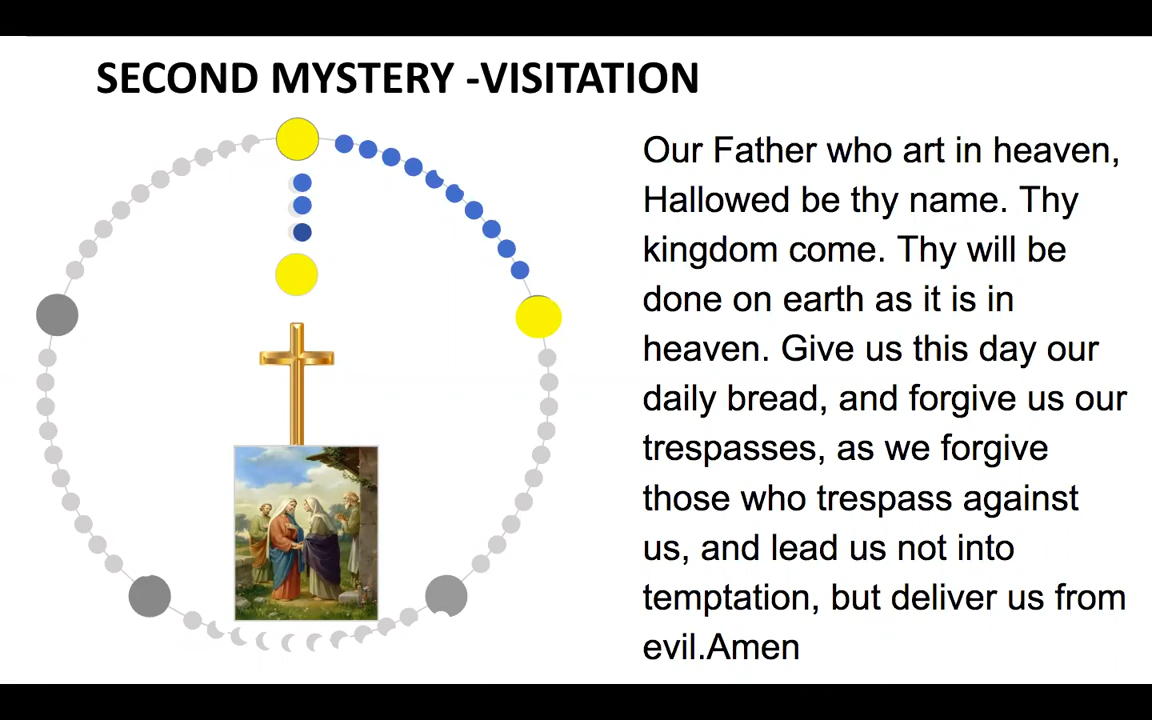 SECOND MYSTERY -VISITATION
Our Father who art in heaven,
Hallowed be thy name. Thy
kingdom come. Thy will be
done on earth as it is in
heaven. Give us this day our
daily bread, and forgive us our
trespasses, as we forgive
those who trespass against
us, and lead us not into
temptation, but deliver us from
evil.Amen